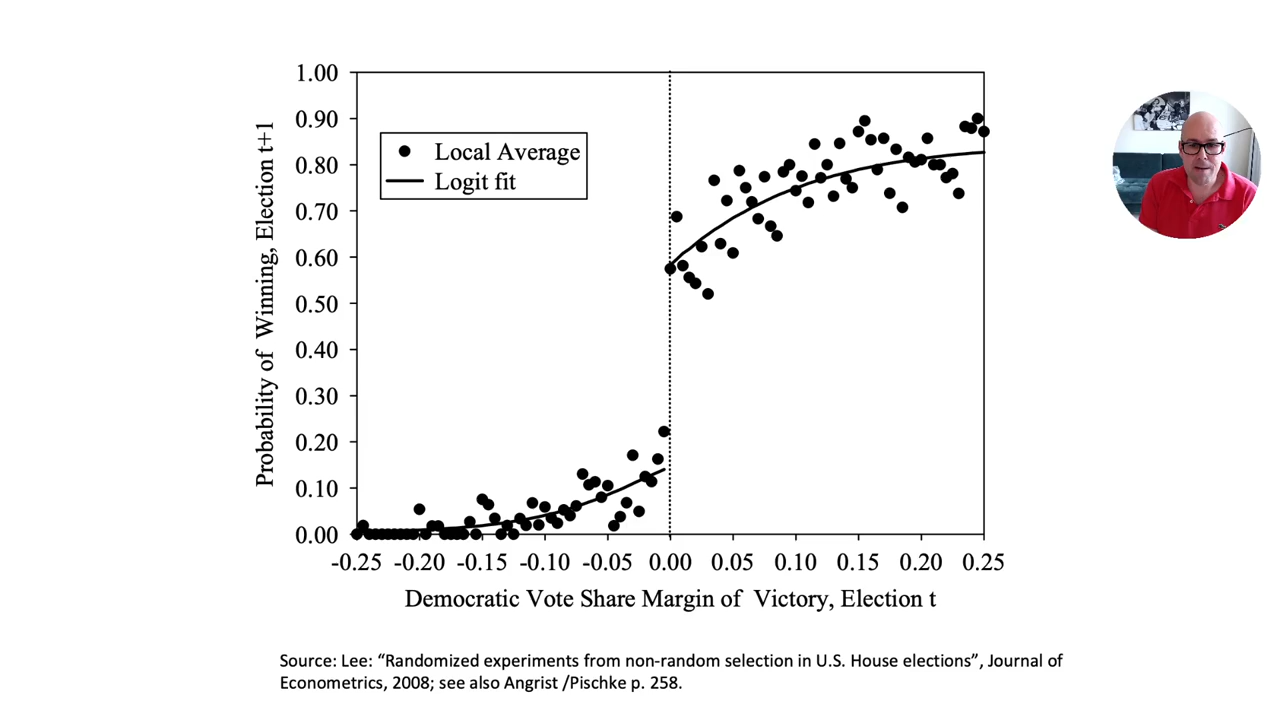 1.00
0.90
0.80
0.70
0.60
0.50
0.40
0.30
0.20
0.10
0.00
Probability of Winning, Election t+1
Local Average
Logit fit
-0.25 -0.20 -0.15 -0.10 -0.05 0.00 0.05 0.10 0.15 0.20 0.25
Democratic Vote Share Margin of Victory, Election t
Source: Lee: “Randomized experiments from non-random selection in U.S. House elections”, Journal of
Econometrics, 2008; see also Angrist /Pischke p. 258.